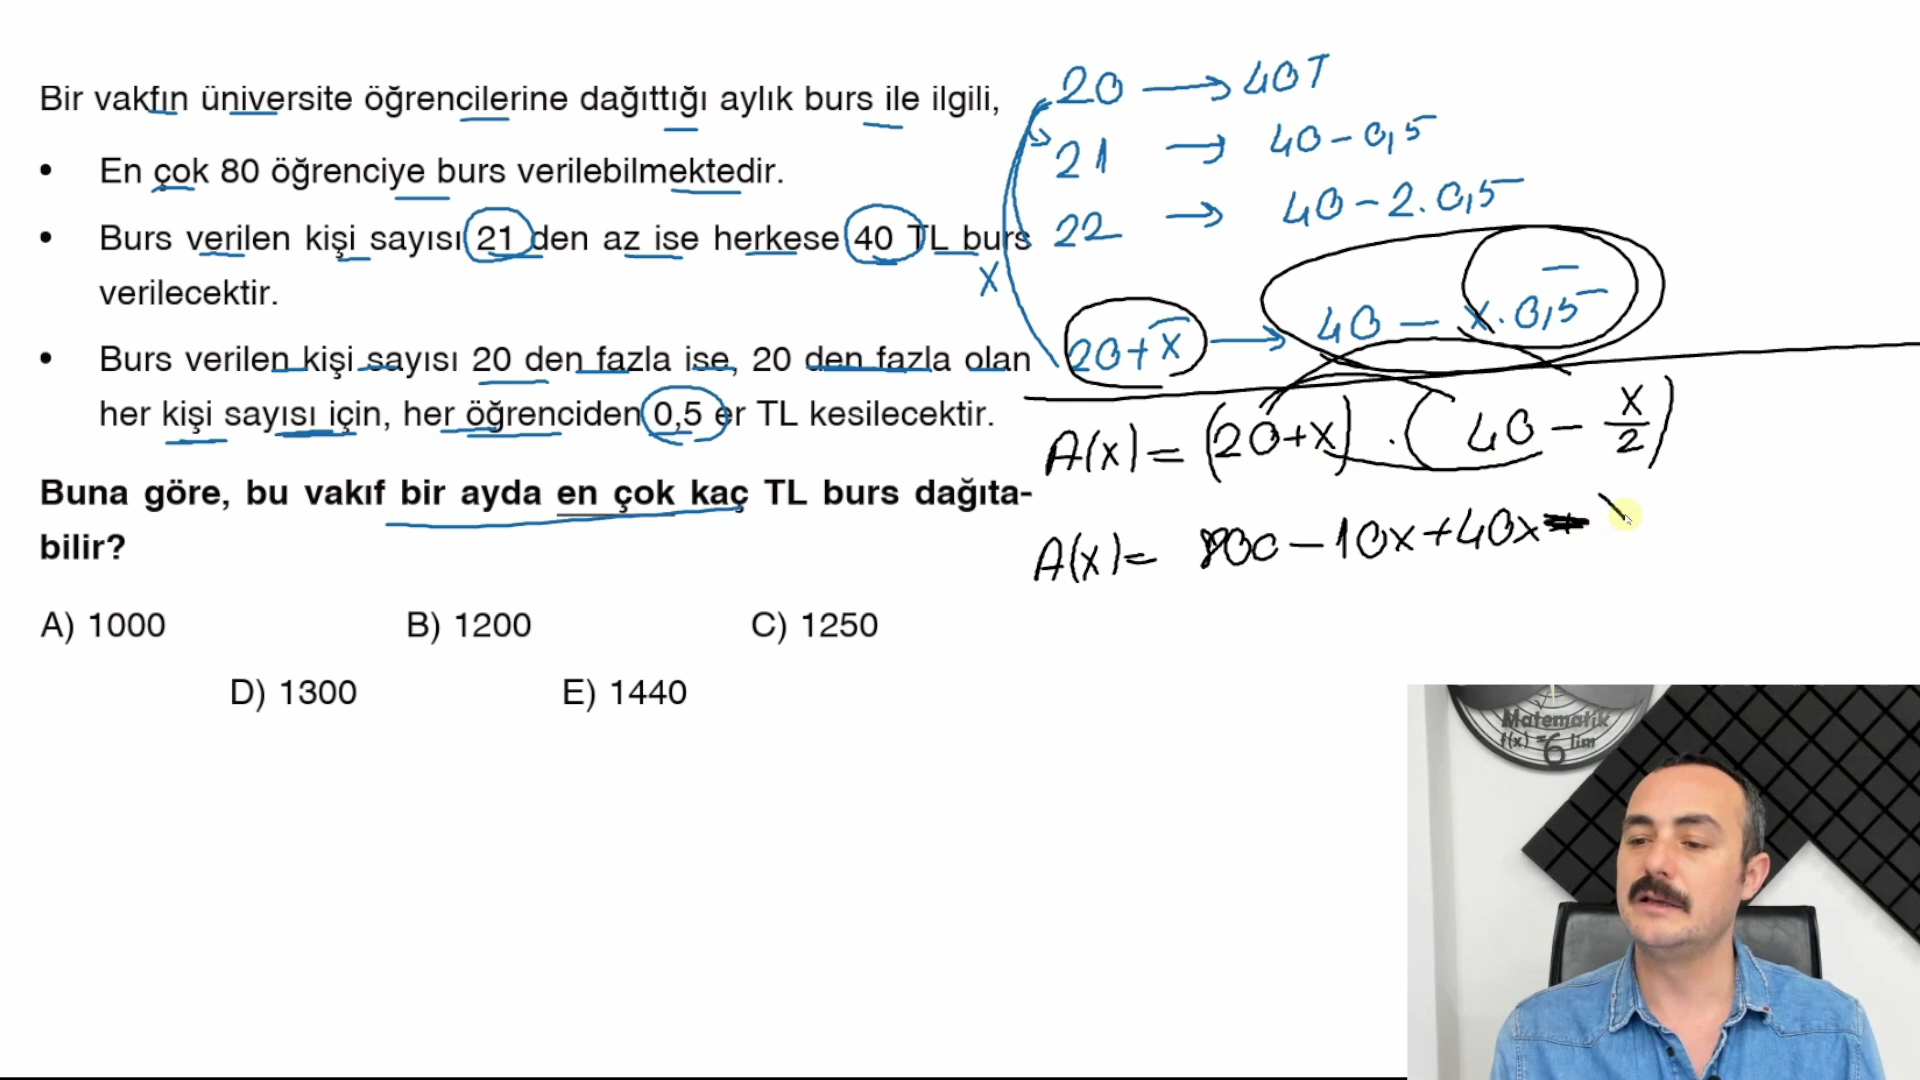 Bir vakfın üniversite öğrencilerine dağıttığı aylık burs ile ilgili,
• En çok 80 öğrenciye burs verilebilmektedir.
• Burs verilen kişi sayısı 21 den az ise herkese 40 TL burs
verilecektir.
• Burs verilen kişi sayısı 20 den fazla ise, 20 den fazla olan
her kişi sayısı için, her öğrenciden 0,5 er TL kesilecektir.
Buna göre, bu vakıf bir ayda en çok kaç TL burs dağıta-
bilir?
A) 1000 B) 1200 C) 1250
D) 1300 E) 1440
20 → 40T
21 → 40-0,5
22 → 40-2.0,5
x
20+x → 40-x.0,5
A(x)=(20+x).(40-x/2)
A(x)=800-10x+40x-
Matematik
f(x)=6 lim